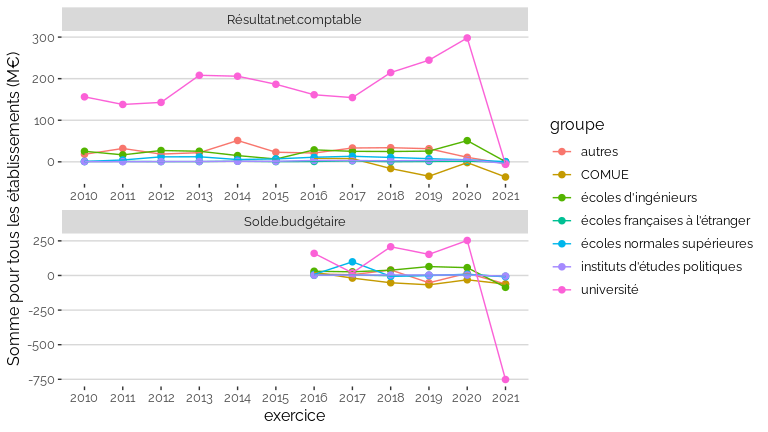 Résultat.net.comptable
300
200
100
0
2010 2011 2012 2013 2014 2015 2016 2017 2018 2019 2020 2021
Solde.budgétaire
250
0
-250
-500
-750
2010 2011 2012 2013 2014 2015 2016 2017 2018 2019 2020 2021
exercice
Somme pour tous les établissements (M€)
groupe
autres
COMUE
écoles d'ingénieurs
écoles françaises à l'étranger
écoles normales supérieures
instituts d'études politiques
université